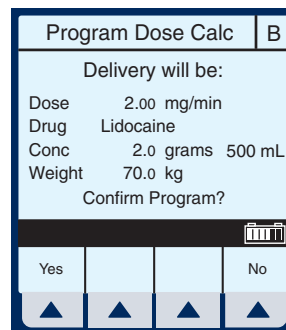 Program Dose Calc B
Delivery will be:
Dose 2.00 mg/min
Drug Lidocaine
Conc 2.0 grams 500 mL
Weight 70.0 kg
Confirm Program?
Yes No